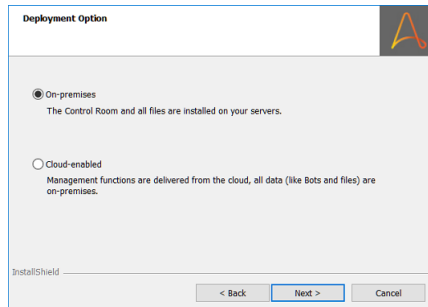 Deployment Option
On-premises
The Control Room and all files are installed on your servers.
Cloud-enabled
Management functions are delivered from the cloud, all data (like Bots and files) are
on-premises.
InstallShield
< Back Next > Cancel